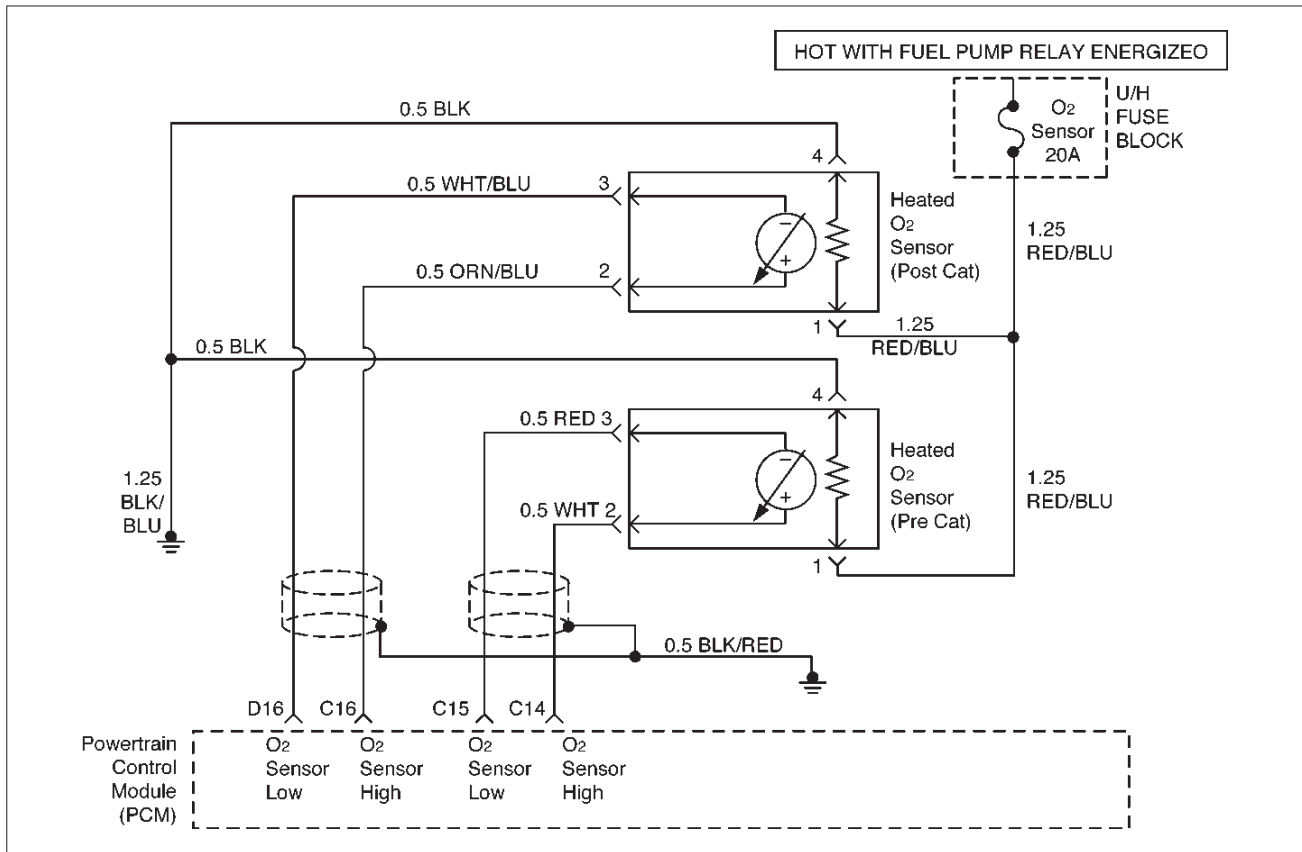 HOT WITH FUEL PUMP RELAY ENERGIZEO
O2
Sensor
20A
U/H
FUSE
BLOCK
0.5 BLK
4
0.5 WHT/BLU
3
Heated
O2
Sensor
(Post Cat)
−
+
1.25
RED/BLU
0.5 ORN/BLU
2
1
1.25
RED/BLU
0.5 BLK
4
0.5 RED 3
Heated
O2
Sensor
(Pre Cat)
−
+
1.25
RED/BLU
1.25
BLK/
BLU
0.5 WHT 2
1
0.5 BLK/RED
D16
C16
C15
C14
Powertrain
Control
Module
(PCM)
O2
Sensor
Low
O2
Sensor
High
O2
Sensor
Low
O2
Sensor
High